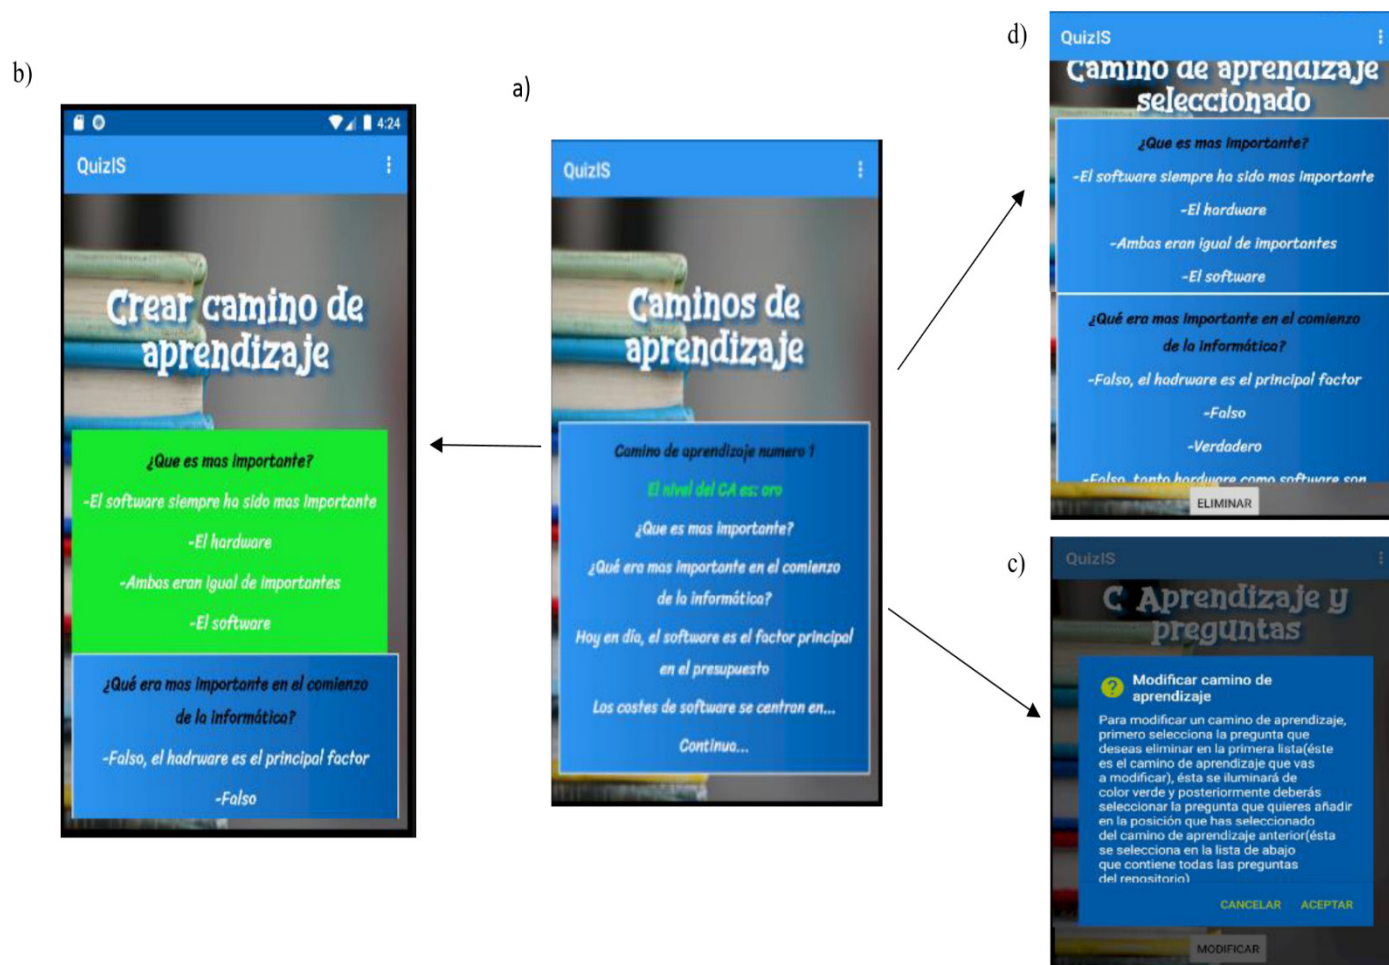 b)
4:24
QuizIS
Crear camino de
aprendizaje
¿Que es mas importante?
-El software siempre ha sido mas importante
-El hardware
-Ambas eran igual de importantes
-El software
¿Qué era mas importante en el comienzo
de la informática?
-Falso, el hadrware es el principal factor
-Falso
a)
QuizIS
Caminos de
aprendizaje
Camino de aprendizaje numero 1
El nivel del CA es: oro
¿Que es mas importante?
¿Qué era mas importante en el comienzo
de la informática?
Hoy en día, el software es el factor principal
en el presupuesto
Los costes de software se centran en...
Continua...
d)
QuizIS
Camino de aprendizaje
seleccionado
¿Que es mas importante?
-El software siempre ha sido mas importante
-El hardware
-Ambas eran igual de importantes
-El software
¿Qué era mas importante en el comienzo
de la informática?
-Falso, el hadrware es el principal factor
-Falso
-Verdadero
-Falso, tanto hardware como software son
ELIMINAR
c)
QuizIS
C Aprendizaje y
preguntas
Modificar camino de
aprendizaje
Para modificar un camino de aprendizaje,
primero selecciona la pregunta que
deseas eliminar en la primera lista(éste
es el camino de aprendizaje que vas
a modificar), ésta se iluminará de
color verde y posteriormente deberás
seleccionar la pregunta que quieres añadir
en la posición que has seleccionado
del camino de aprendizaje anterior(ésta
se selecciona en la lista de abajo
que contiene todas las preguntas
del repositorio)
CANCELAR ACEPTAR
MODIFICAR